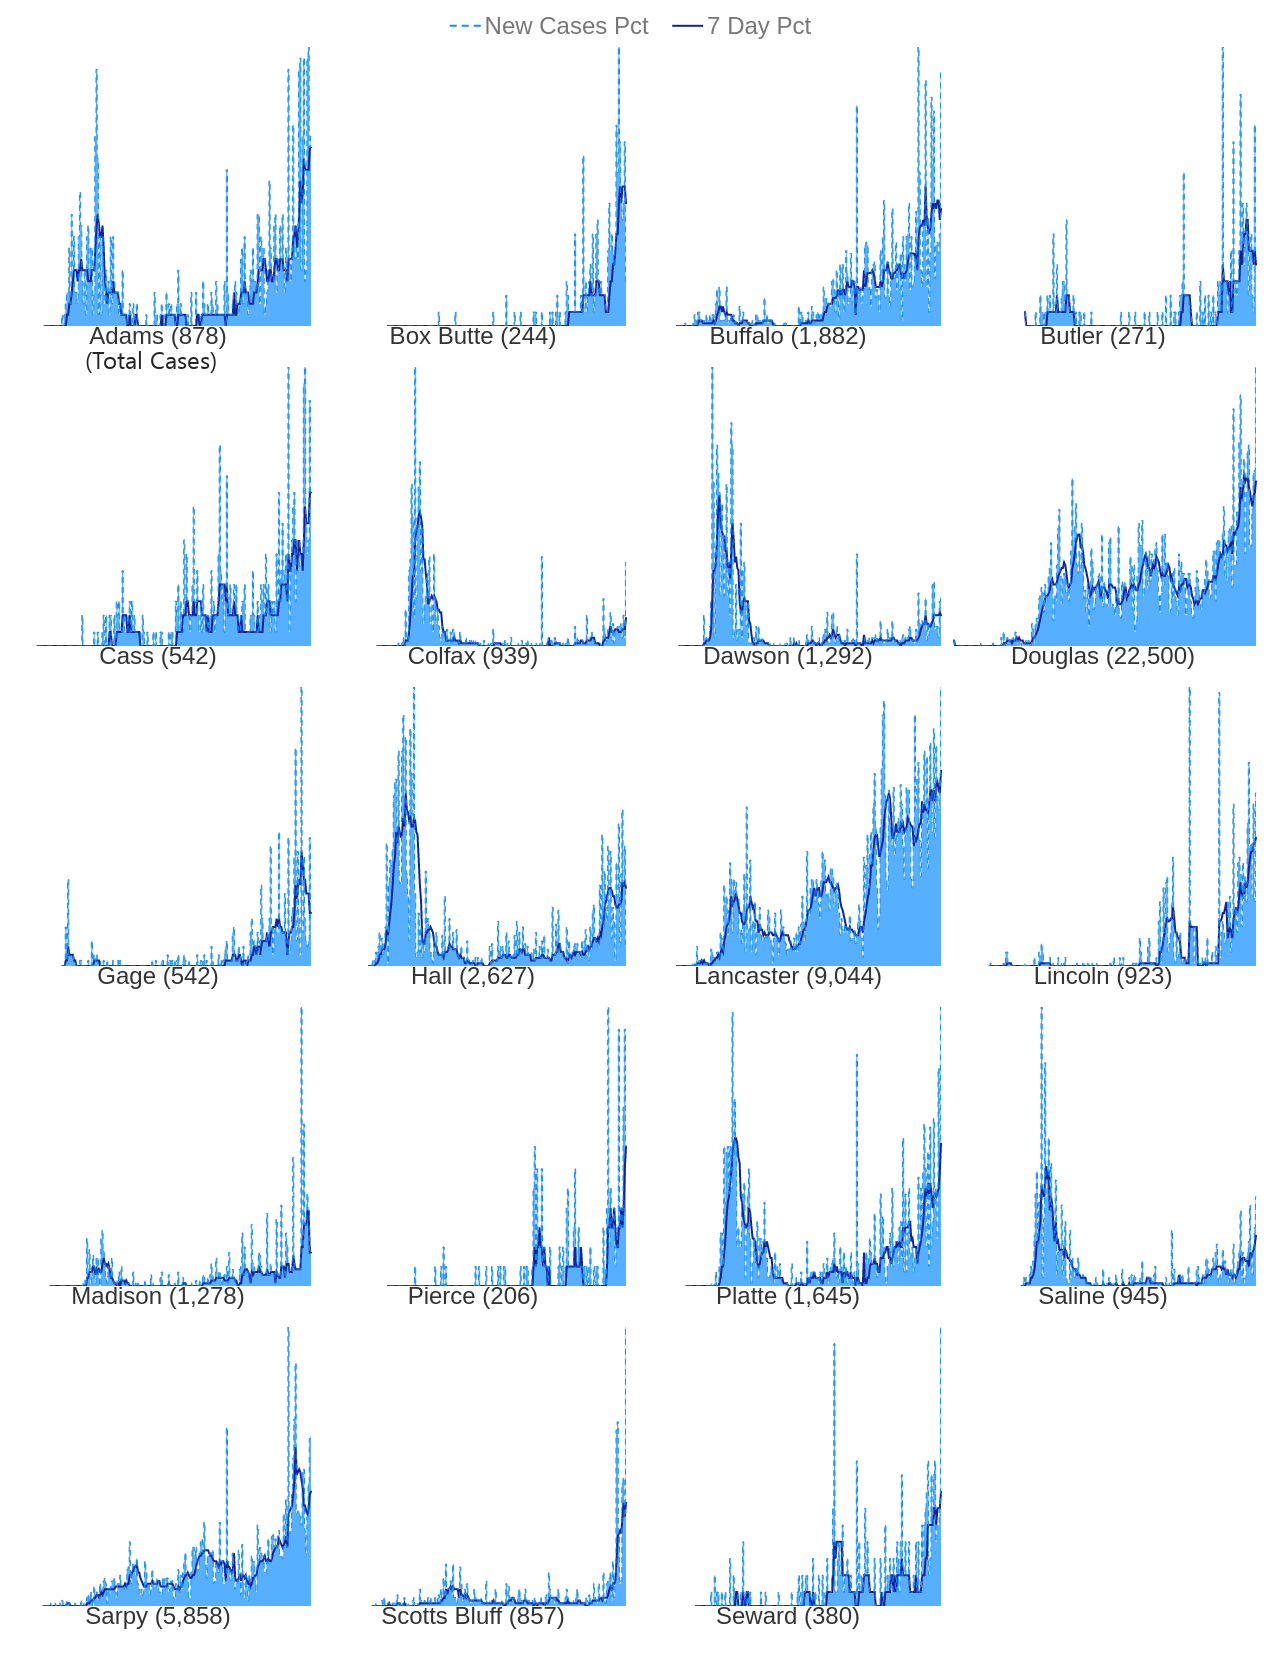 New Cases Pct 7 Day Pct
Adams (878) Box Butte (244) Buffalo (1,882) Butler (271)
(Total Cases)
Cass (542) Colfax (939) Dawson (1,292) Douglas (22,500)
Gage (542) Hall (2,627) Lancaster (9,044) Lincoln (923)
Madison (1,278) Pierce (206) Platte (1,645) Saline (945)
Sarpy (5,858) Scotts Bluff (857) Seward (380)